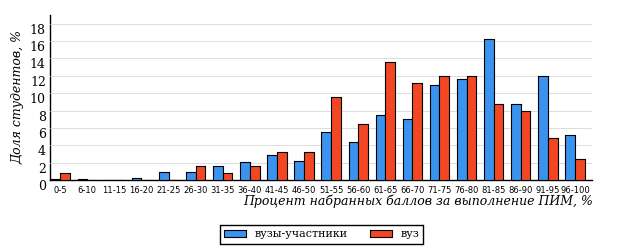 Доля студентов, %
18
16
14
12
10
8
6
4
2
0
0-5 6-10 11-15 16-20 21-25 26-30 31-35 36-40 41-45 46-50 51-55 56-60 61-65 66-70 71-75 76-80 81-85 86-90 91-95 96-100
Процент набранных баллов за выполнение ПИМ, %
вузы-участники вуз